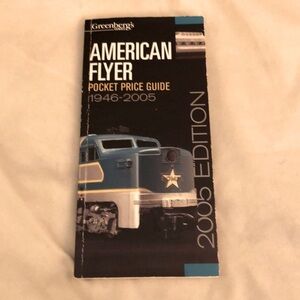 Greenberg's
AMERICAN
FLYER
POCKET PRICE GUIDE
1946-2005
2005 EDITION